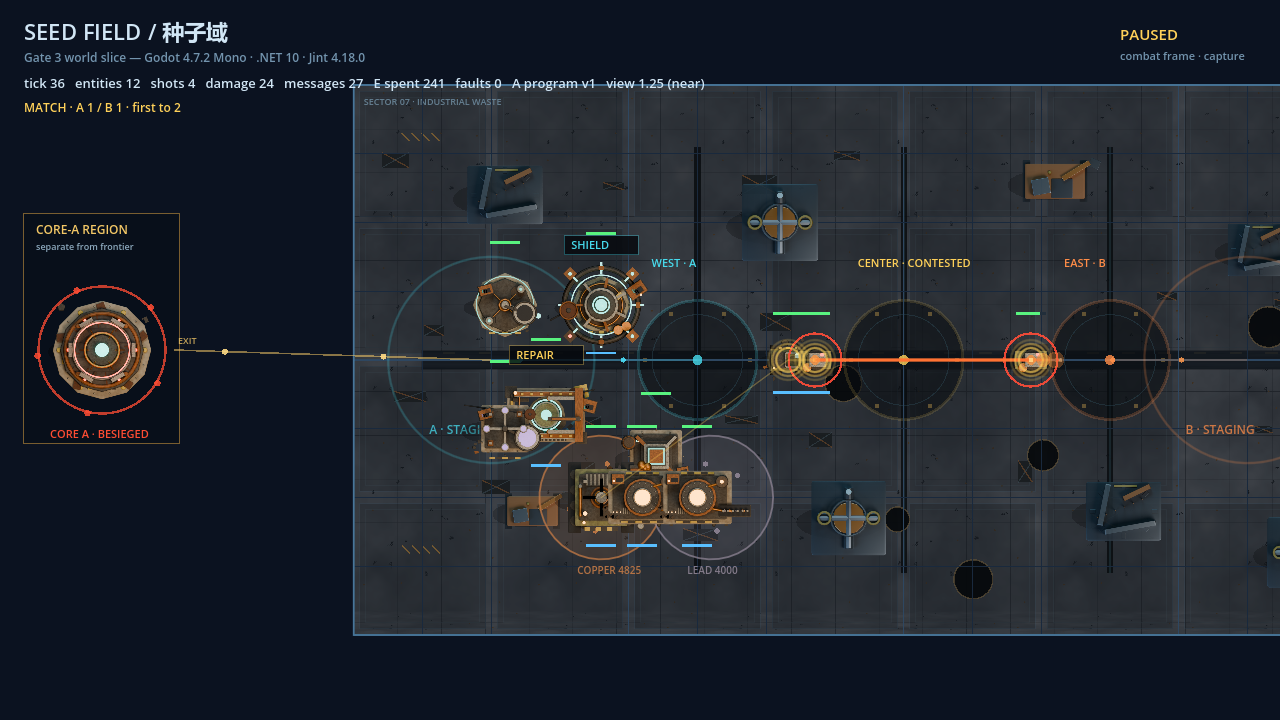 SEED FIELD / 种子域
Gate 3 world slice — Godot 4.7.2 Mono · .NET 10 · Jint 4.18.0
tick 36 entities 12 shots 4 damage 24 messages 27 E spent 241 faults 0 A program v1 view 1.25 (near)
MATCH · A 1 / B 1 · first to 2
PAUSED
combat frame · capture
SECTOR 07 · INDUSTRIAL WASTE
CORE-A REGION
separate from frontier
EXIT
CORE A · BESIEGED
SHIELD
WEST · A
CENTER · CONTESTED
EAST · B
REPAIR
A · STAGI
B · STAGING
COPPER 4825
LEAD 4000